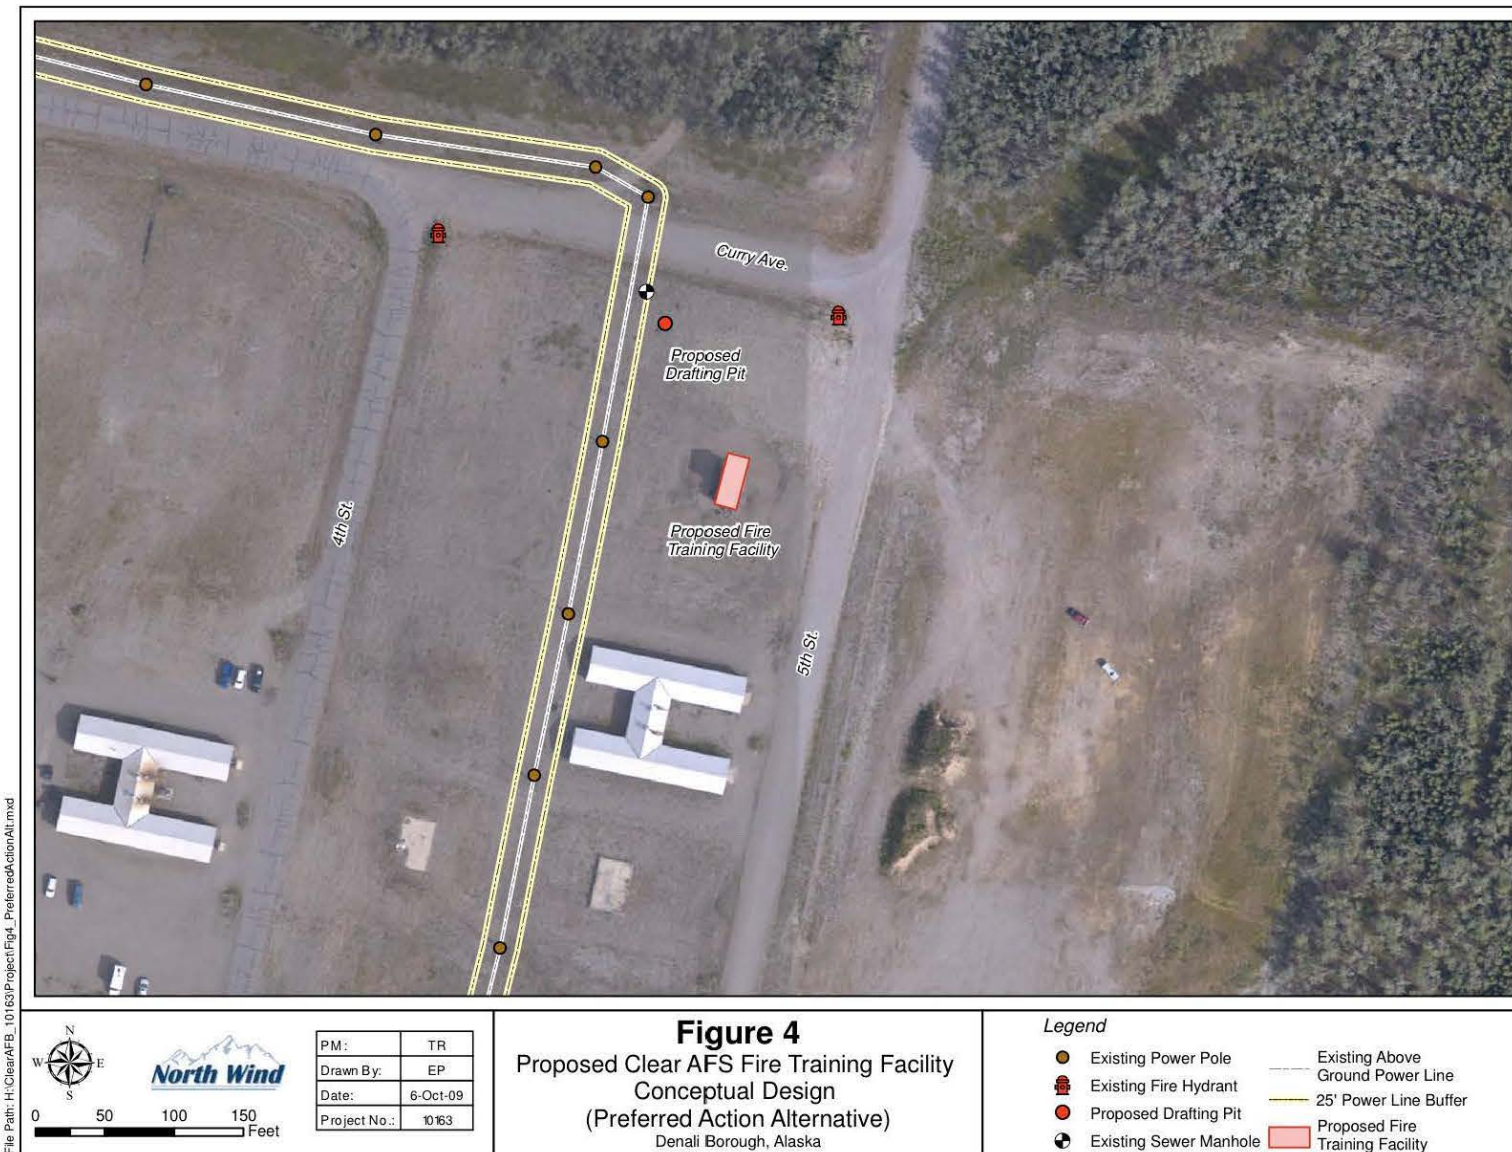 Curry Ave.
Proposed
Drafting Pit
4th St.
Proposed Fire
Training Facility
5th St.
File Path: H:\ClearAFB_10163\Project\Fig4_PreferredActionAlt.mxd
N
W E
S
North Wind
0 50 100 150
Feet
PM: TR
Drawn By: EP
Date: 6-Oct-09
Project No.: 10163
Figure 4
Proposed Clear AFS Fire Training Facility
Conceptual Design
(Preferred Action Alternative)
Denali Borough, Alaska
Legend
Existing Power Pole
Existing Fire Hydrant
Proposed Drafting Pit
Existing Sewer Manhole
Existing Above
Ground Power Line
25' Power Line Buffer
Proposed Fire
Training Facility